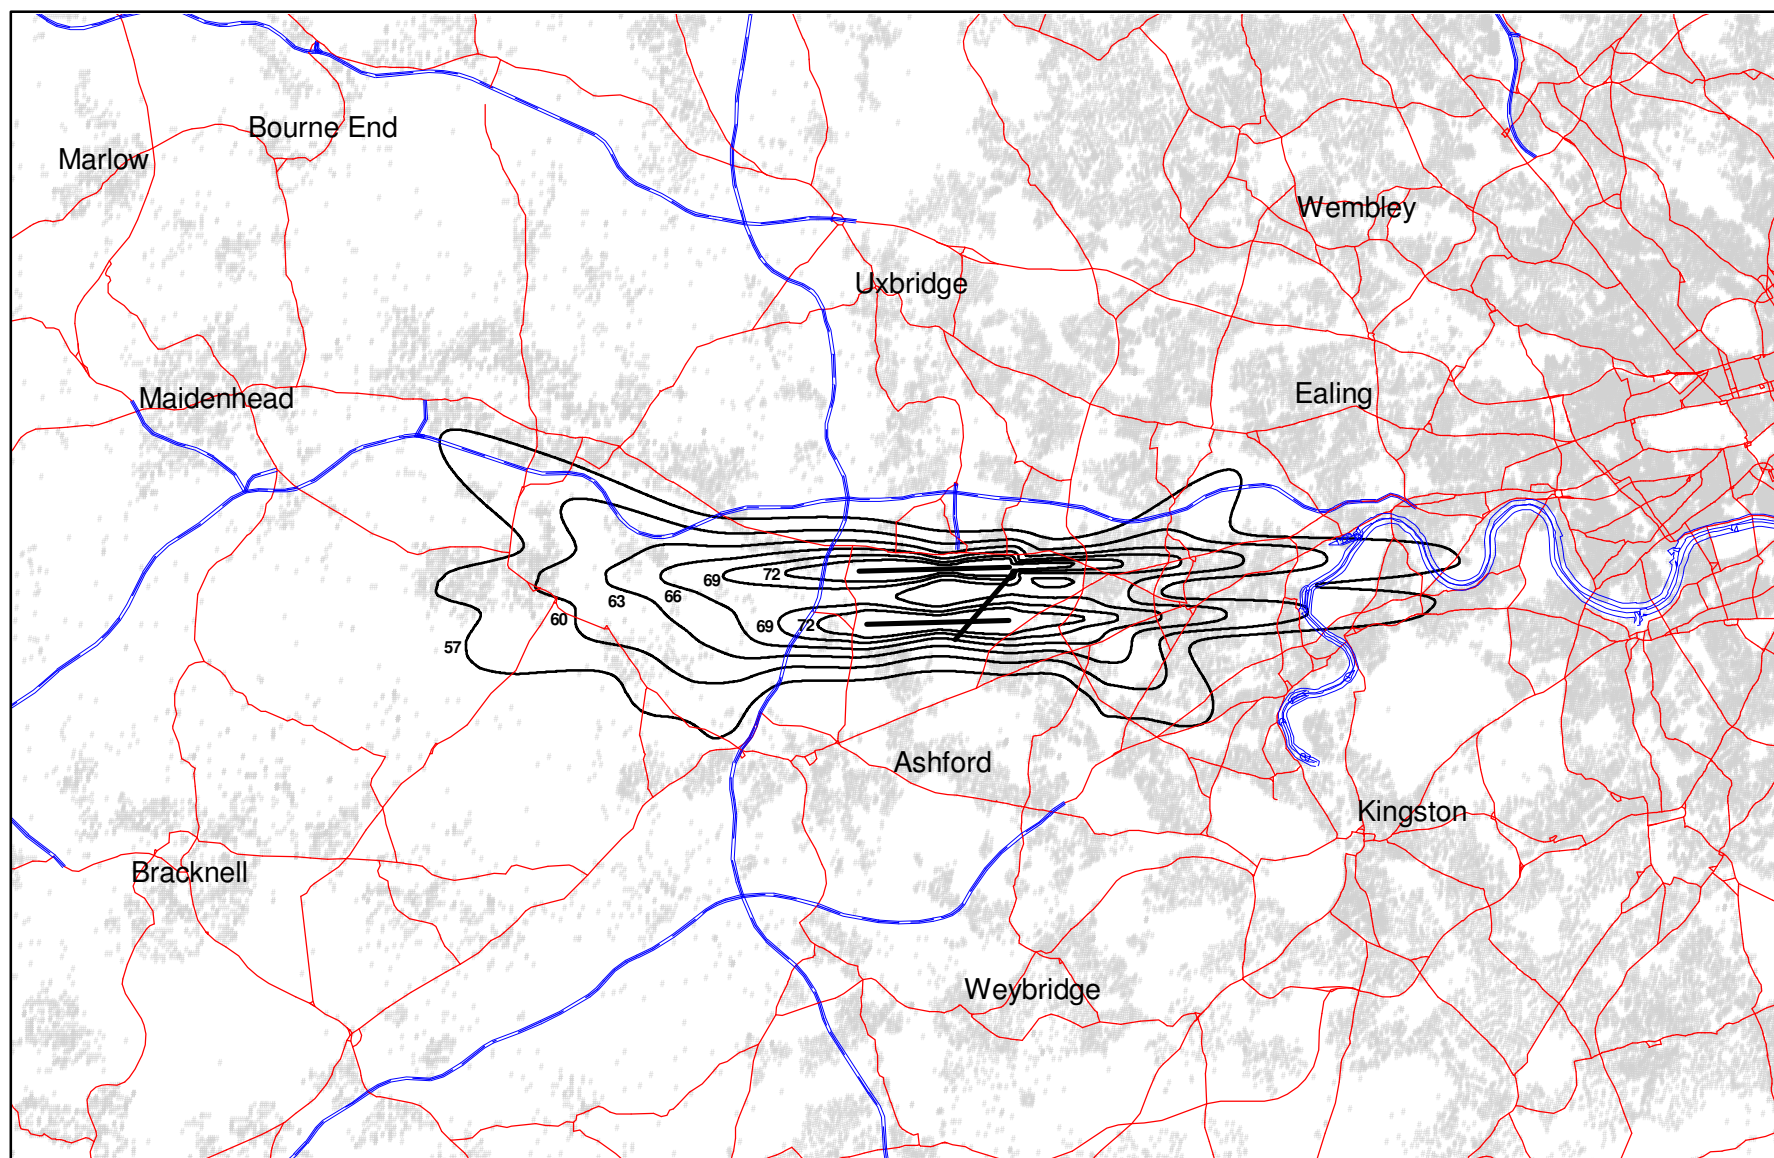 Bourne End
Marlow
Wembley
Uxbridge
Maidenhead
Ealing
72
69
66
63
60
69
72
57
Ashford
Kingston
Bracknell
Weybridge